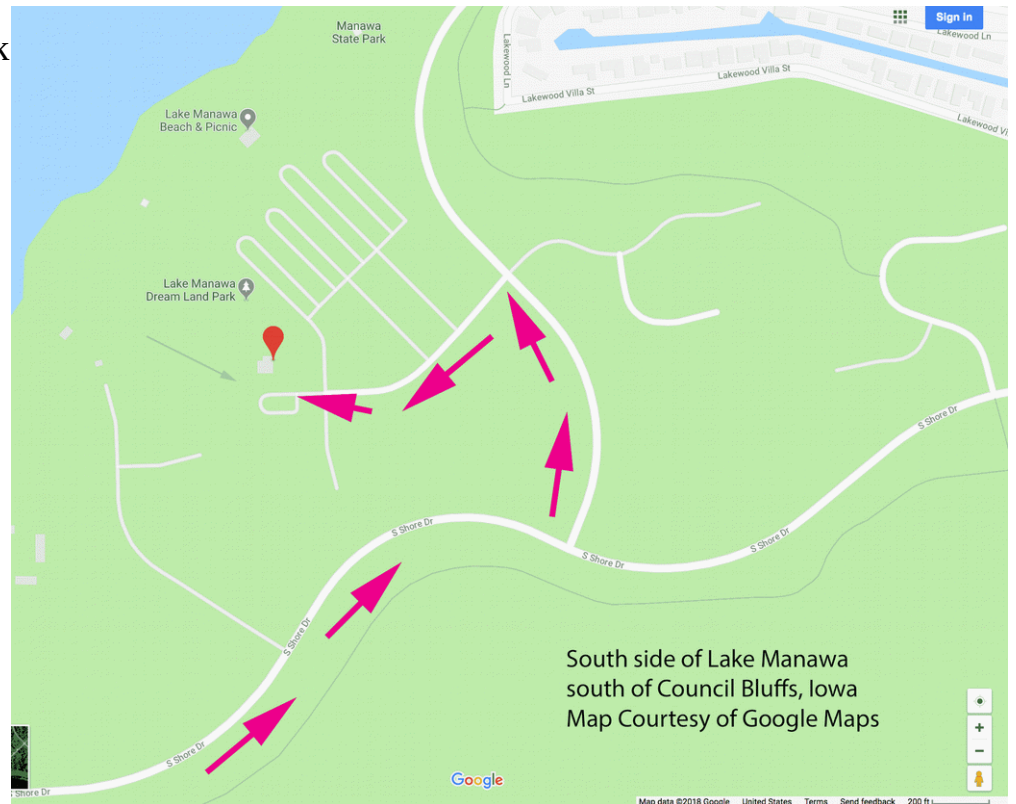 k
Manawa
State Park
Sign in
Lakewood Ln
Lakewood Ln
Lakewood Villa St
Lakewood Villa St
Lakewood Vi
Lake Manawa
Beach & Picnic
Lake Manawa
Dream Land Park
S Shore Dr
S Shore Dr
S Shore Dr
S Shore Dr
S Shore Dr
S Shore Dr
S Shore Dr
South side of Lake Manawa
south of Council Bluffs, Iowa
Map Courtesy of Google Maps
+
−
Google
Map data ©2018 Google United States Terms Send feedback 200 ft